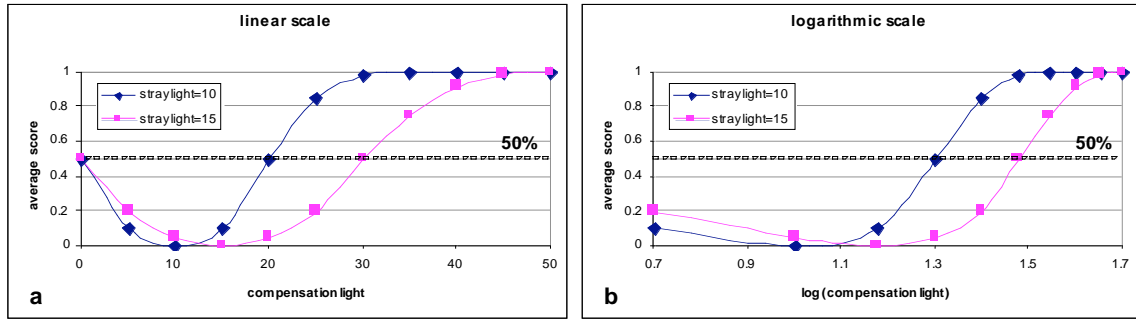 linear scale
average score
1
0.8
0.6
0.4
0.2
0
straylight=10
straylight=15
50%
0 10 20 30 40 50
compensation light
a
logarithmic scale
average score
1
0.8
0.6
0.4
0.2
0
straylight=10
straylight=15
50%
0.7 0.9 1.1 1.3 1.5 1.7
log (compensation light)
b